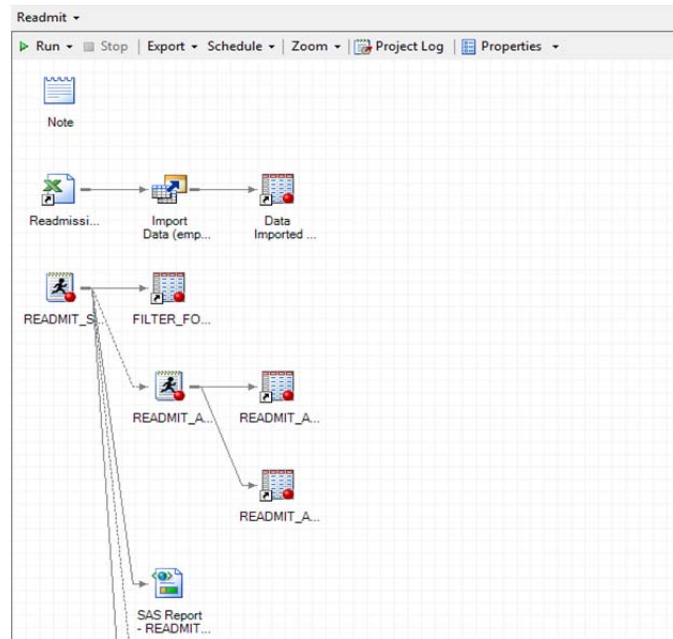 Readmit
Run Stop Export Schedule Zoom Project Log Properties
Note
Readmissi... Import Data
Data (emp... Imported ...
READMIT_S... FILTER_FO...
READMIT_A... READMIT_A...
READMIT_A...
SAS Report
- READMIT...